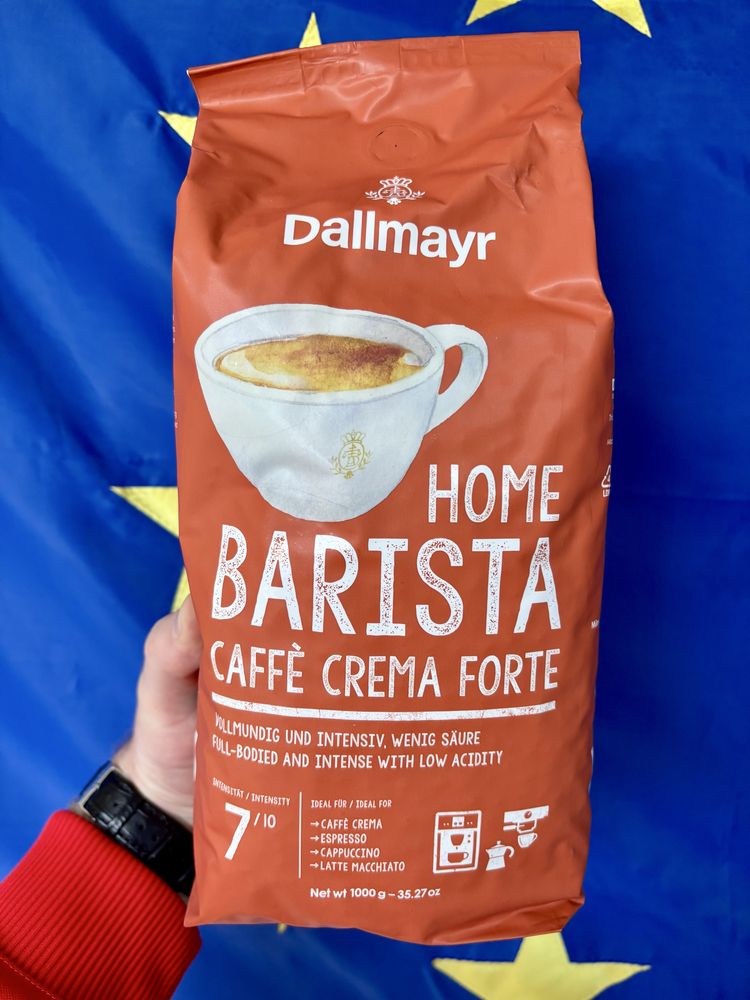 Dallmayr
HOME
BARISTA
CAFFÈ CREMA FORTE
VOLLMUNDIG UND INTENSIV, WENIG SÄURE
FULL-BODIED AND INTENSE WITH LOW ACIDITY
INTENSITÄT / INTENSITY
7/10
IDEAL FÜR / IDEAL FOR
→ CAFFÈ CREMA
→ ESPRESSO
→ CAPPUCCINO
→ LATTE MACCHIATO
Net wt 1000 g – 35.27 oz